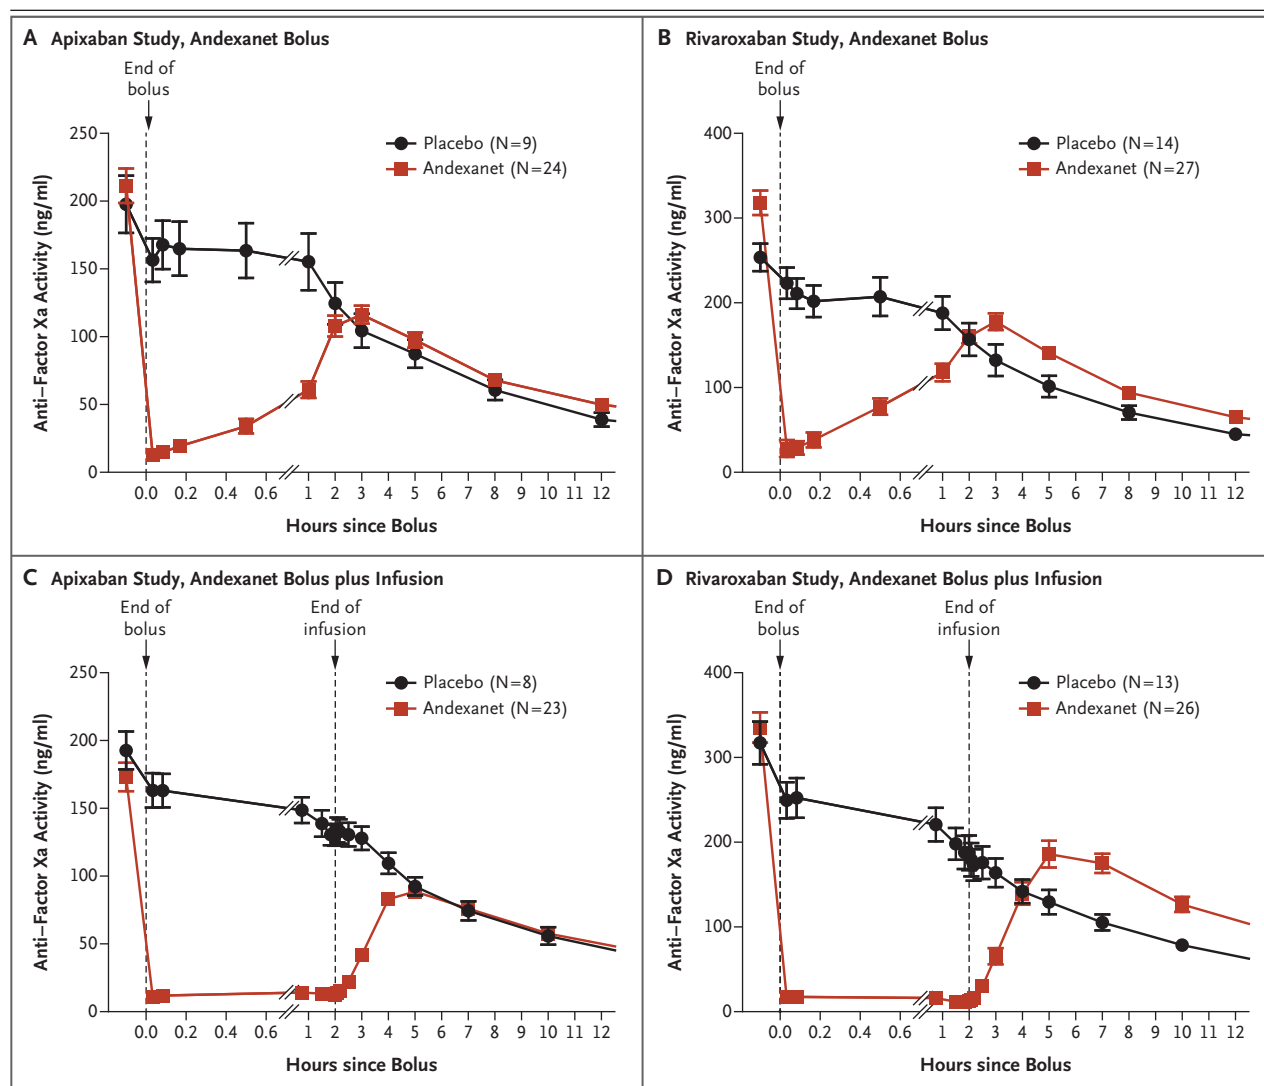 A Apixaban Study, Andexanet Bolus
End of
bolus
Anti–Factor Xa Activity (ng/ml)
250
200
150
100
50
0
Placebo (N=9)
Andexanet (N=24)
0.0 0.2 0.4 0.6 1 2 3 4 5 6 7 8 9 10 11 12
Hours since Bolus
B Rivaroxaban Study, Andexanet Bolus
End of
bolus
Anti–Factor Xa Activity (ng/ml)
400
300
200
100
0
Placebo (N=14)
Andexanet (N=27)
0.0 0.2 0.4 0.6 1 2 3 4 5 6 7 8 9 10 11 12
Hours since Bolus
C Apixaban Study, Andexanet Bolus plus Infusion
End of
bolus
End of
infusion
Anti–Factor Xa Activity (ng/ml)
250
200
150
100
50
0
Placebo (N=8)
Andexanet (N=23)
0.0 0.2 0.4 0.6 1 2 3 4 5 6 7 8 9 10 11 12
Hours since Bolus
D Rivaroxaban Study, Andexanet Bolus plus Infusion
End of
bolus
End of
infusion
Anti–Factor Xa Activity (ng/ml)
400
300
200
100
0
Placebo (N=13)
Andexanet (N=26)
0.0 0.2 0.4 0.6 1 2 3 4 5 6 7 8 9 10 11 12
Hours since Bolus